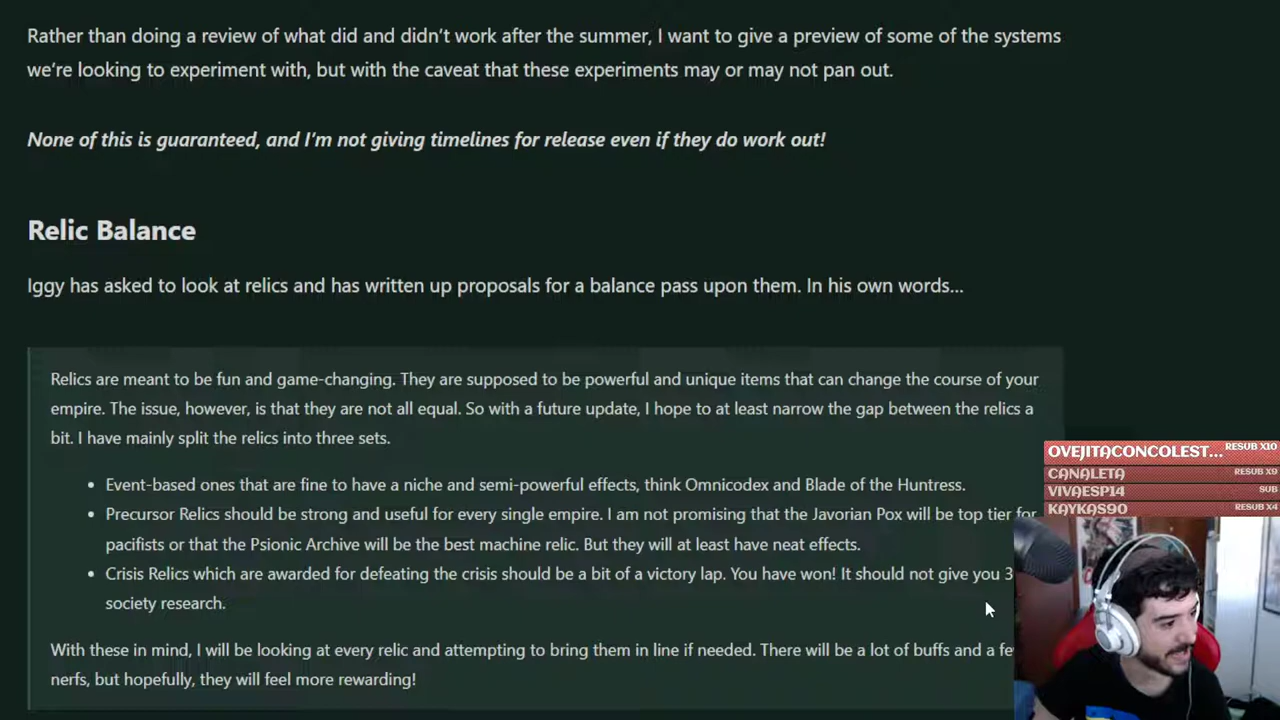 Rather than doing a review of what did and didn’t work after the summer, I want to give a preview of some of the systems
we’re looking to experiment with, but with the caveat that these experiments may or may not pan out.
None of this is guaranteed, and I’m not giving timelines for release even if they do work out!
Relic Balance
Iggy has asked to look at relics and has written up proposals for a balance pass upon them. In his own words…
Relics are meant to be fun and game-changing. They are supposed to be powerful and unique items that can change the course of your
empire. The issue, however, is that they are not all equal. So with a future update, I hope to at least narrow the gap between the relics a
bit. I have mainly split the relics into three sets.
• Event-based ones that are fine to have a niche and semi-powerful effects, think Omnicodex and Blade of the Huntress.
• Precursor Relics should be strong and useful for every single empire. I am not promising that the Javorian Pox will be top tier for
pacifists or that the Psionic Archive will be the best machine relic. But they will at least have neat effects.
• Crisis Relics which are awarded for defeating the crisis should be a bit of a victory lap. You have won! It should not give you 3
society research.
With these in mind, I will be looking at every relic and attempting to bring them in line if needed. There will be a lot of buffs and a
nerfs, but hopefully, they will feel more rewarding!
OVEJITACONCOLEST... RESUB X10
CANALETA RESUB X9
VIVAESP14 SUB
KAYKAS90 RESUB X4